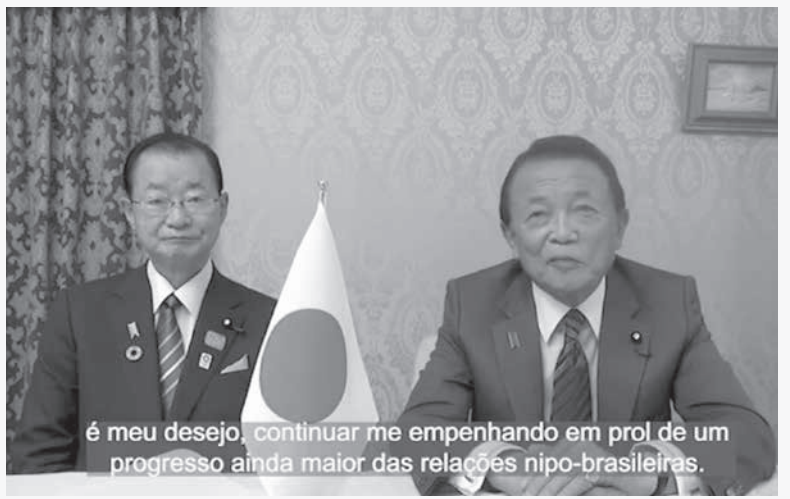 é meu desejo, continuar me empenhando em prol de um
progresso ainda maior das relações nipo-brasileiras.